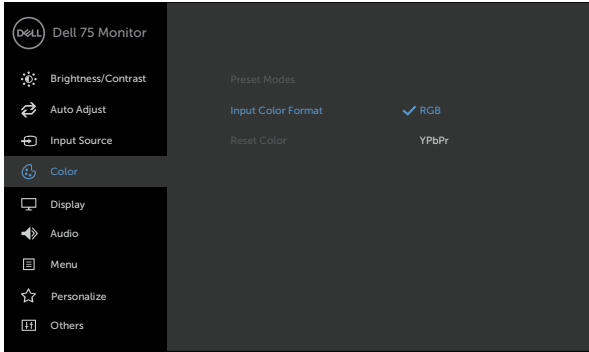 DELL Dell 75 Monitor
Brightness/Contrast
Preset Modes
Auto Adjust
Input Color Format
RGB
Input Source
Reset Color
YPbPr
Color
Display
Audio
Menu
Personalize
Others